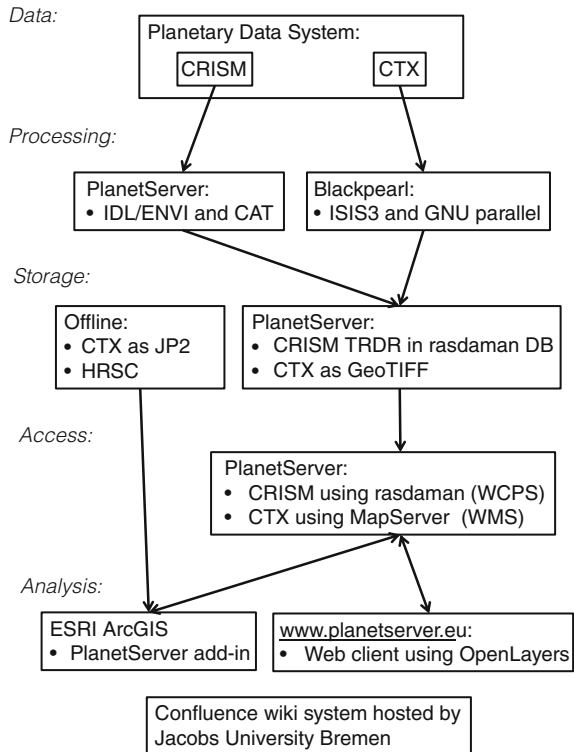 Data:
Planetary Data System:
CRISM CTX
Processing:
PlanetServer:
• IDL/ENVI and CAT
Blackpearl:
• ISIS3 and GNU parallel
Storage:
Offline:
• CTX as JP2
• HRSC
PlanetServer:
• CRISM TRDR in rasdaman DB
• CTX as GeoTIFF
Access:
PlanetServer:
• CRISM using rasdaman (WCPS)
• CTX using MapServer (WMS)
Analysis:
ESRI ArcGIS
• PlanetServer add-in
www.planetserver.eu:
• Web client using OpenLayers
Confluence wiki system hosted by
Jacobs University Bremen